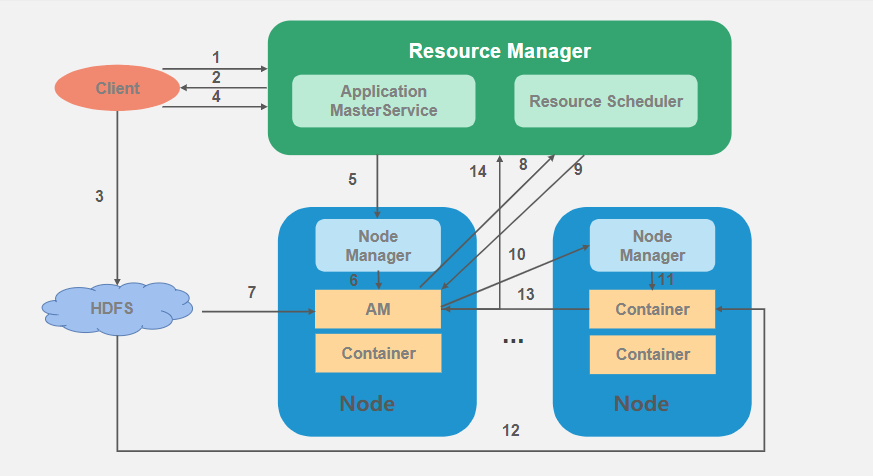 Resource Manager
1
2
4
Client
Application
MasterService
Resource Scheduler
3
5
14
8
9
Node
Manager
Node
Manager
10
6
11
7
13
HDFS
AM
Container
...
Container
Container
Node
Node
12